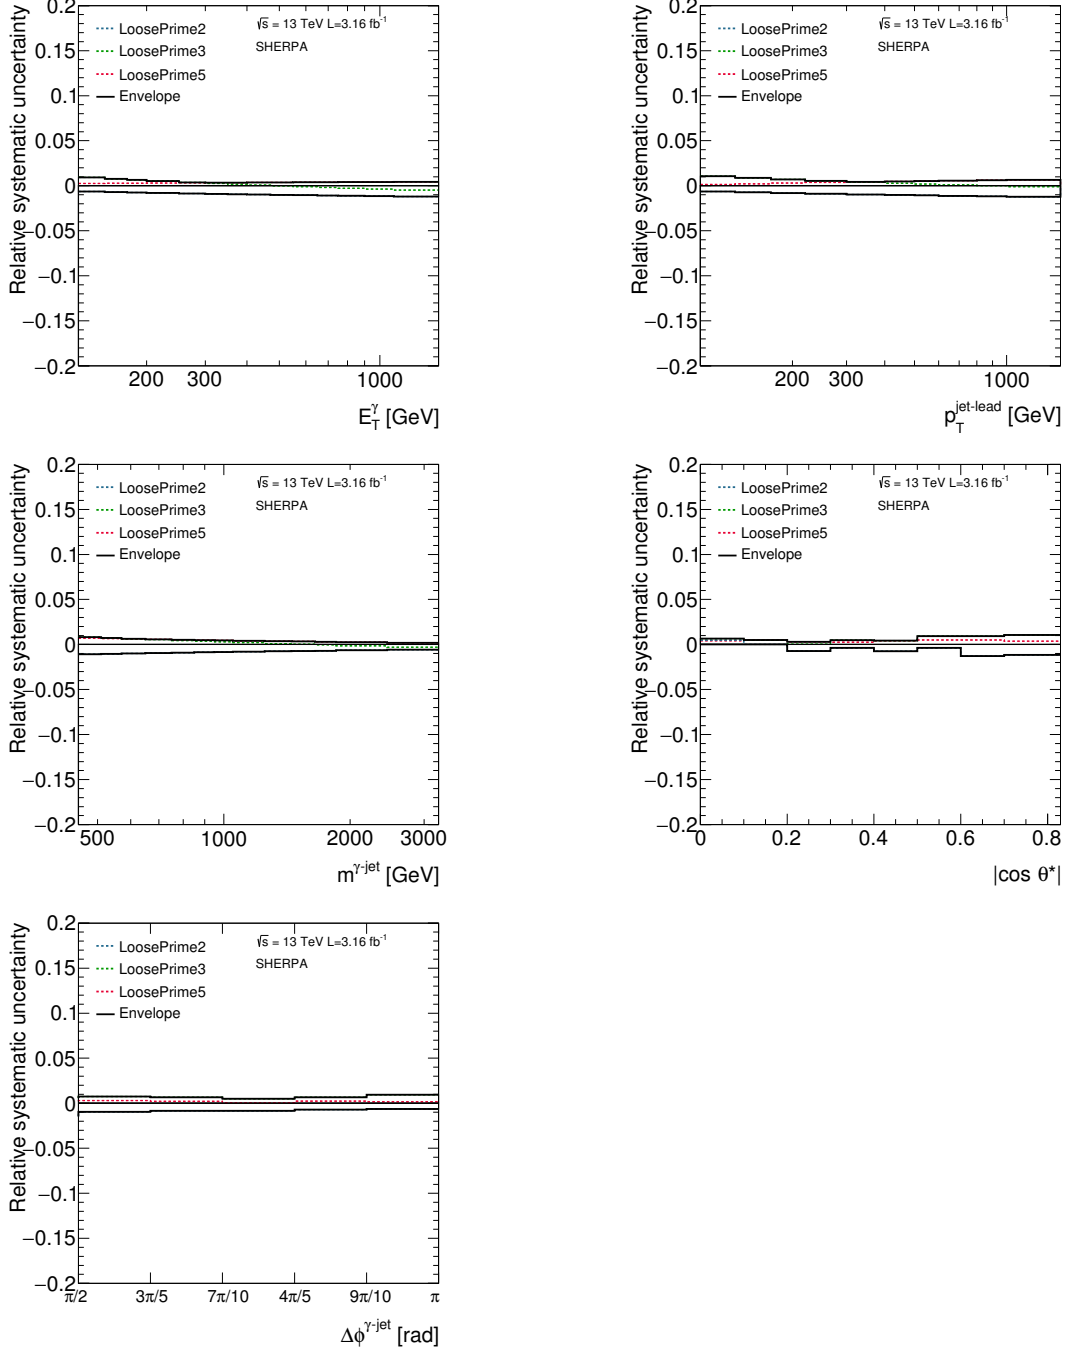 Relative systematic uncertainty
0.2
0.15
0.1
0.05
0
−0.05
−0.1
−0.15
−0.2
LoosePrime2
LoosePrime3
LoosePrime5
Envelope
√s = 13 TeV L=3.16 fb⁻¹
SHERPA
200 300 1000
E_T^γ [GeV]
Relative systematic uncertainty
0.2
0.15
0.1
0.05
0
−0.05
−0.1
−0.15
−0.2
LoosePrime2
LoosePrime3
LoosePrime5
Envelope
√s = 13 TeV L=3.16 fb⁻¹
SHERPA
200 300 1000
p_T^jet-lead [GeV]
Relative systematic uncertainty
0.2
0.15
0.1
0.05
0
−0.05
−0.1
−0.15
−0.2
LoosePrime2
LoosePrime3
LoosePrime5
Envelope
√s = 13 TeV L=3.16 fb⁻¹
SHERPA
500 1000 2000 3000
m^γ-jet [GeV]
Relative systematic uncertainty
0.2
0.15
0.1
0.05
0
−0.05
−0.1
−0.15
−0.2
LoosePrime2
LoosePrime3
LoosePrime5
Envelope
√s = 13 TeV L=3.16 fb⁻¹
SHERPA
0 0.2 0.4 0.6 0.8
|cos θ*|
Relative systematic uncertainty
0.2
0.15
0.1
0.05
0
−0.05
−0.1
−0.15
−0.2
LoosePrime2
LoosePrime3
LoosePrime5
Envelope
√s = 13 TeV L=3.16 fb⁻¹
SHERPA
π/2 3π/5 7π/10 4π/5 9π/10 π
Δϕ^γ-jet [rad]